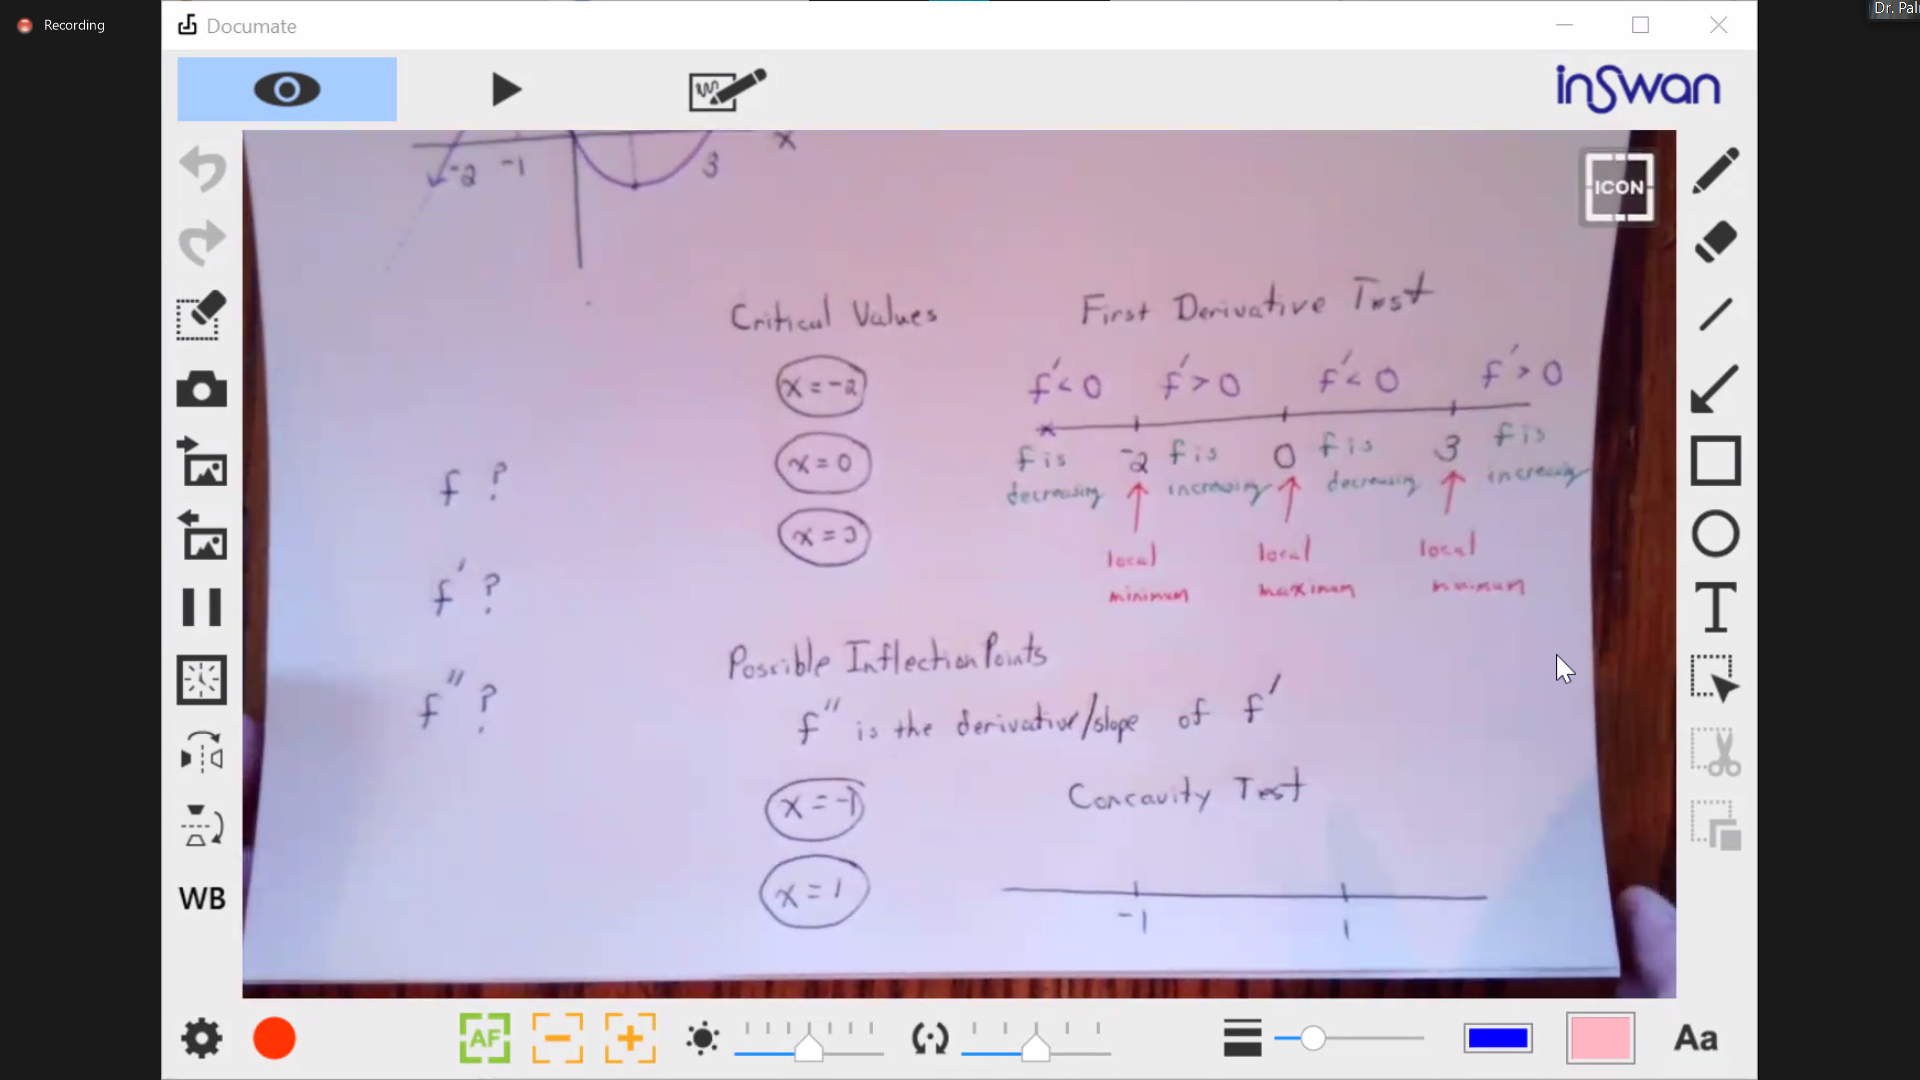 Recording
Documate
Dr. Pal
inSwan
ICON
-2 -1 3 x
Critical Values
First Derivative Test
x = -2
x = 0
x = 3
f' < 0 f' > 0 f' < 0 f' > 0
-2 0 3
f is decreasing
f is increasing
f is decreasing
f is increasing
local minimum
local maximum
local minimum
f ?
f' ?
f" ?
Possible Inflection Points
f" is the derivative/slope of f'
x = -1
x = 1
Concavity Test
-1 1
WB
T
AF
Aa